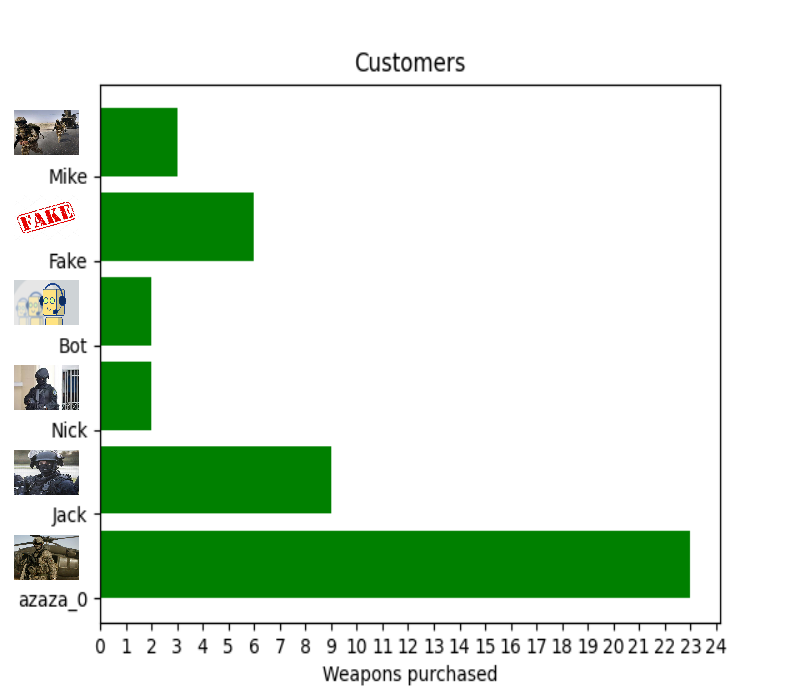 Customers
Mike
FAKE
Fake
Bot
Nick
Jack
azaza_0
0 1 2 3 4 5 6 7 8 9 10 11 12 13 14 15 16 17 18 19 20 21 22 23 24
Weapons purchased